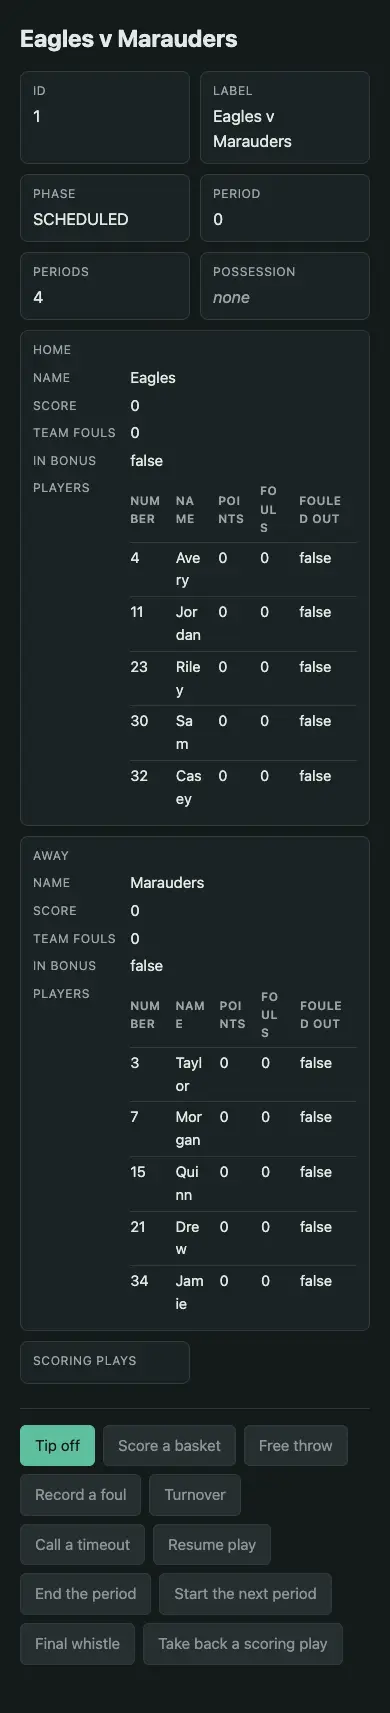 Eagles v Marauders
ID
LABEL
1
Eagles v
Marauders
PHASE
PERIOD
SCHEDULED
0
PERIODS
POSSESSION
4
none
HOME
NAME Eagles
SCORE 0
TEAM FOULS 0
IN BONUS false
PLAYERS
NUM
BER
NA
ME
POI
NTS
FO
UL
S
FOULE
D OUT
4 Ave
ry 0 0 false
11 Jor
dan 0 0 false
23 Rile
y 0 0 false
30 Sa
m 0 0 false
32 Cas
ey 0 0 false
AWAY
NAME Marauders
SCORE 0
TEAM FOULS 0
IN BONUS false
PLAYERS
NUM
BER
NAM
E
POI
NTS
FO
UL
S
FOULE
D OUT
3 Tayl
or 0 0 false
7 Mor
gan 0 0 false
15 Qui
nn 0 0 false
21 Dre
w 0 0 false
34 Jam
ie 0 0 false
SCORING PLAYS
Tip off
Score a basket
Free throw
Record a foul
Turnover
Call a timeout
Resume play
End the period
Start the next period
Final whistle
Take back a scoring play